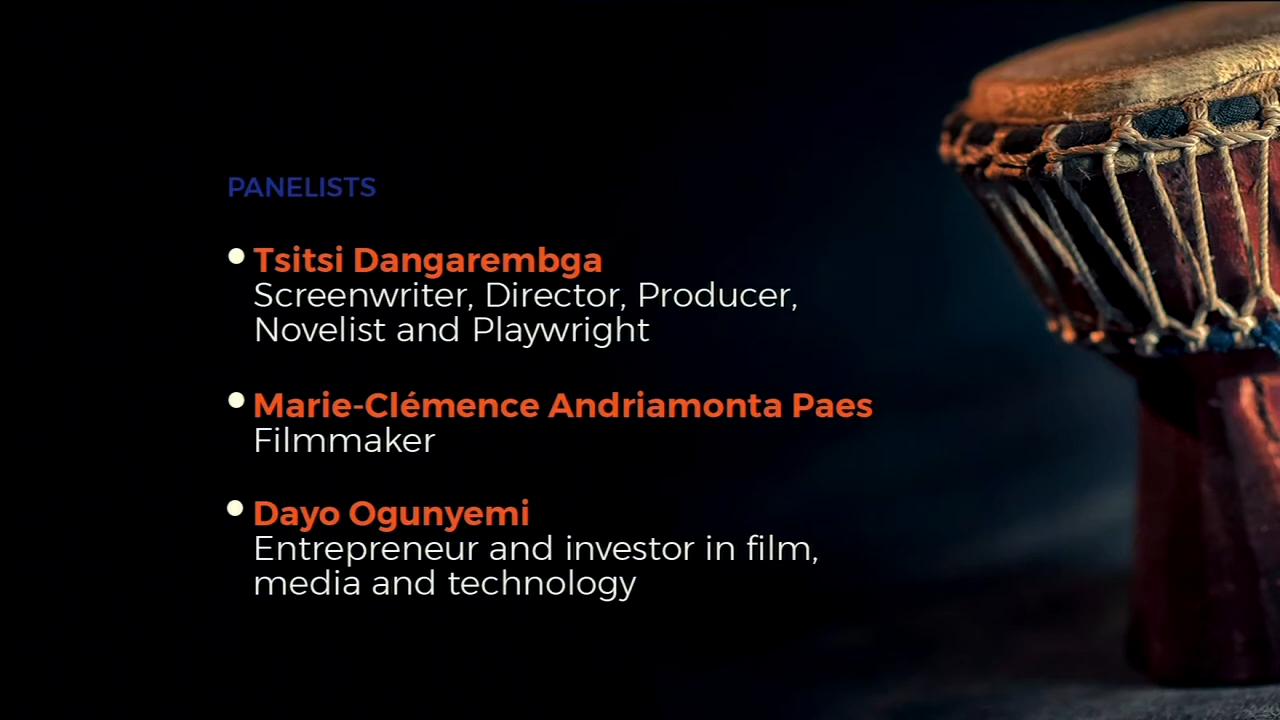 PANELISTS
• Tsitsi Dangarembga
Screenwriter, Director, Producer,
Novelist and Playwright
• Marie-Clémence Andriamonta Paes
Filmmaker
• Dayo Ogunyemi
Entrepreneur and investor in film,
media and technology